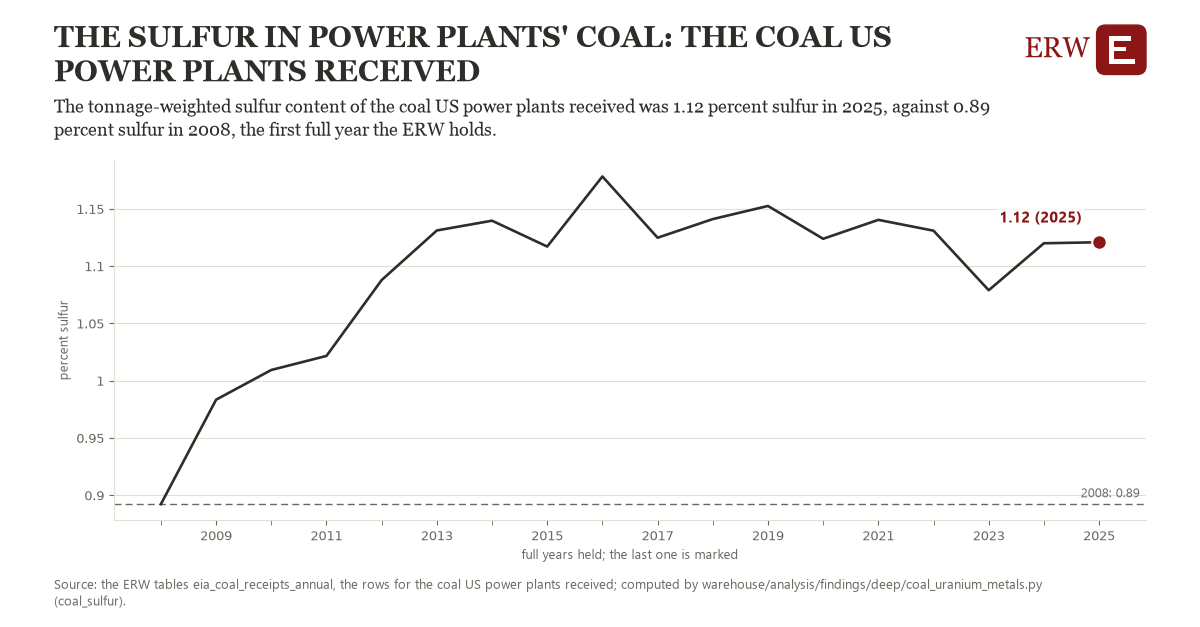 THE SULFUR IN POWER PLANTS' COAL: THE COAL US
POWER PLANTS RECEIVED
ERW E
The tonnage-weighted sulfur content of the coal US power plants received was 1.12 percent sulfur in 2025, against 0.89
percent sulfur in 2008, the first full year the ERW holds.
1.15
1.1
1.05
1
0.95
0.9
percent sulfur
1.12 (2025)
2008: 0.89
2009 2011 2013 2015 2017 2019 2021 2023 2025
full years held; the last one is marked
Source: the ERW tables eia_coal_receipts_annual, the rows for the coal US power plants received; computed by warehouse/analysis/findings/deep/coal_uranium_metals.py
(coal_sulfur).